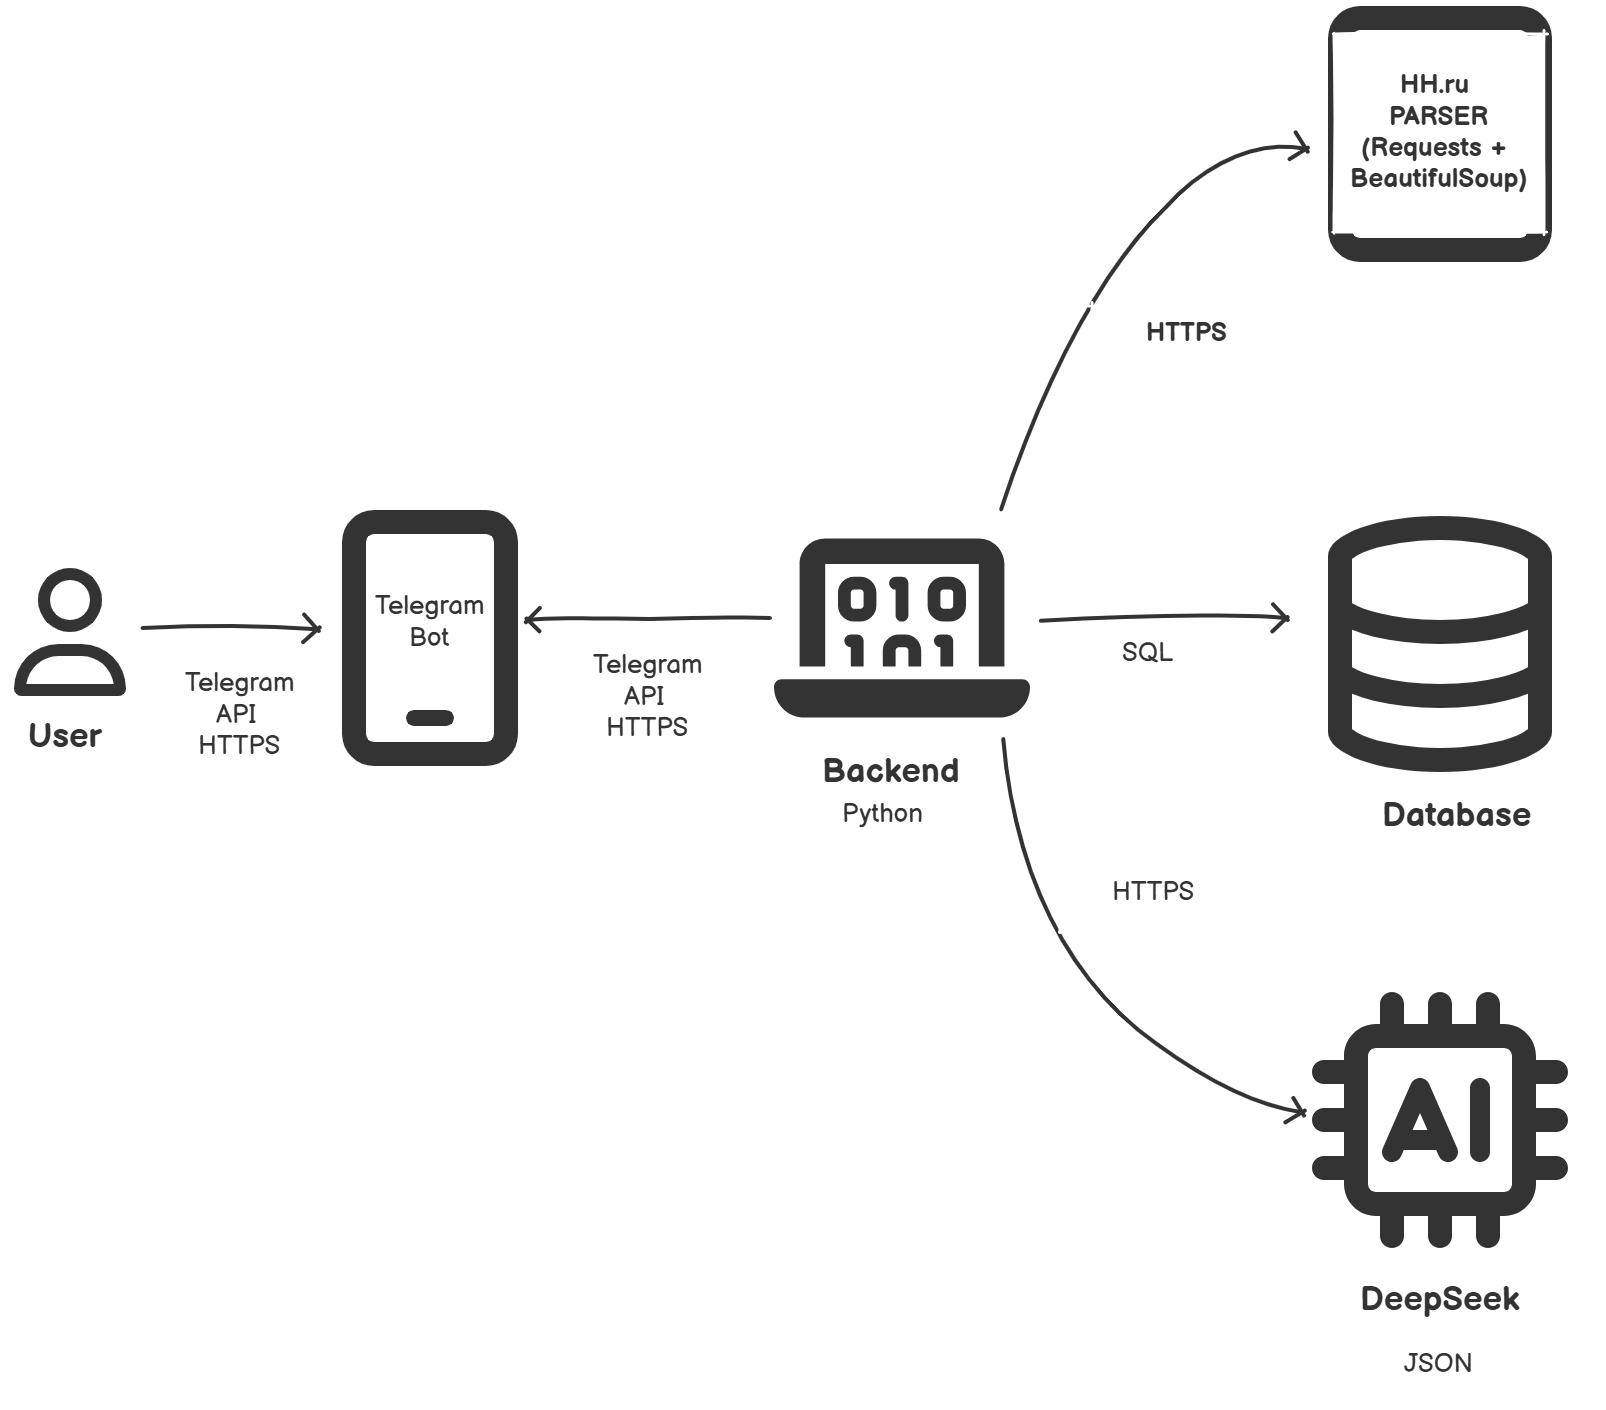 HH.ru
PARSER
(Requests +
BeautifulSoup)
HTTPS
Telegram
Bot
User
Telegram
API
HTTPS
Telegram
API
HTTPS
010
101
Backend
Python
SQL
Database
HTTPS
AI
DeepSeek
JSON